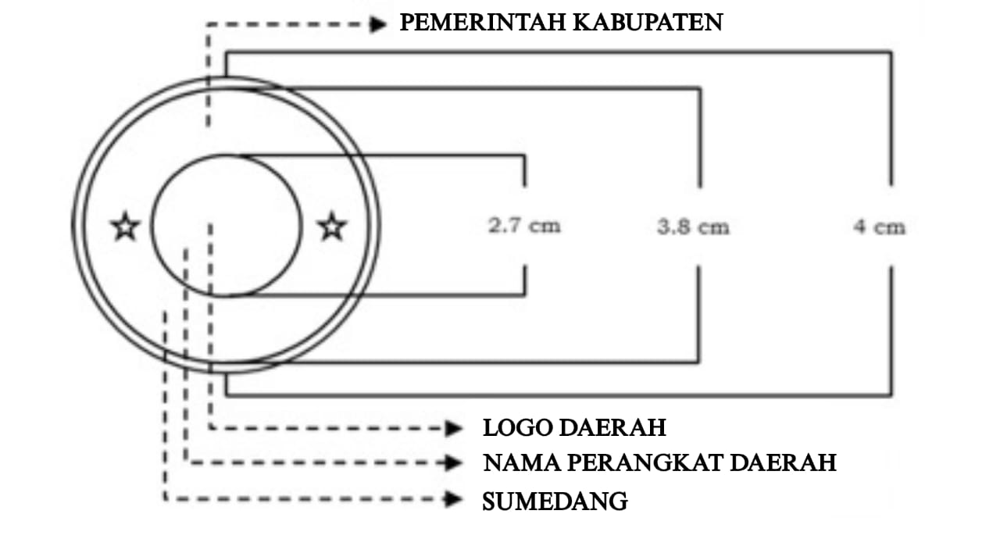 PEMERINTAH KABUPATEN
2.7 cm
3.8 cm
4 cm
LOGO DAERAH
NAMA PERANGKAT DAERAH
SUMEDANG